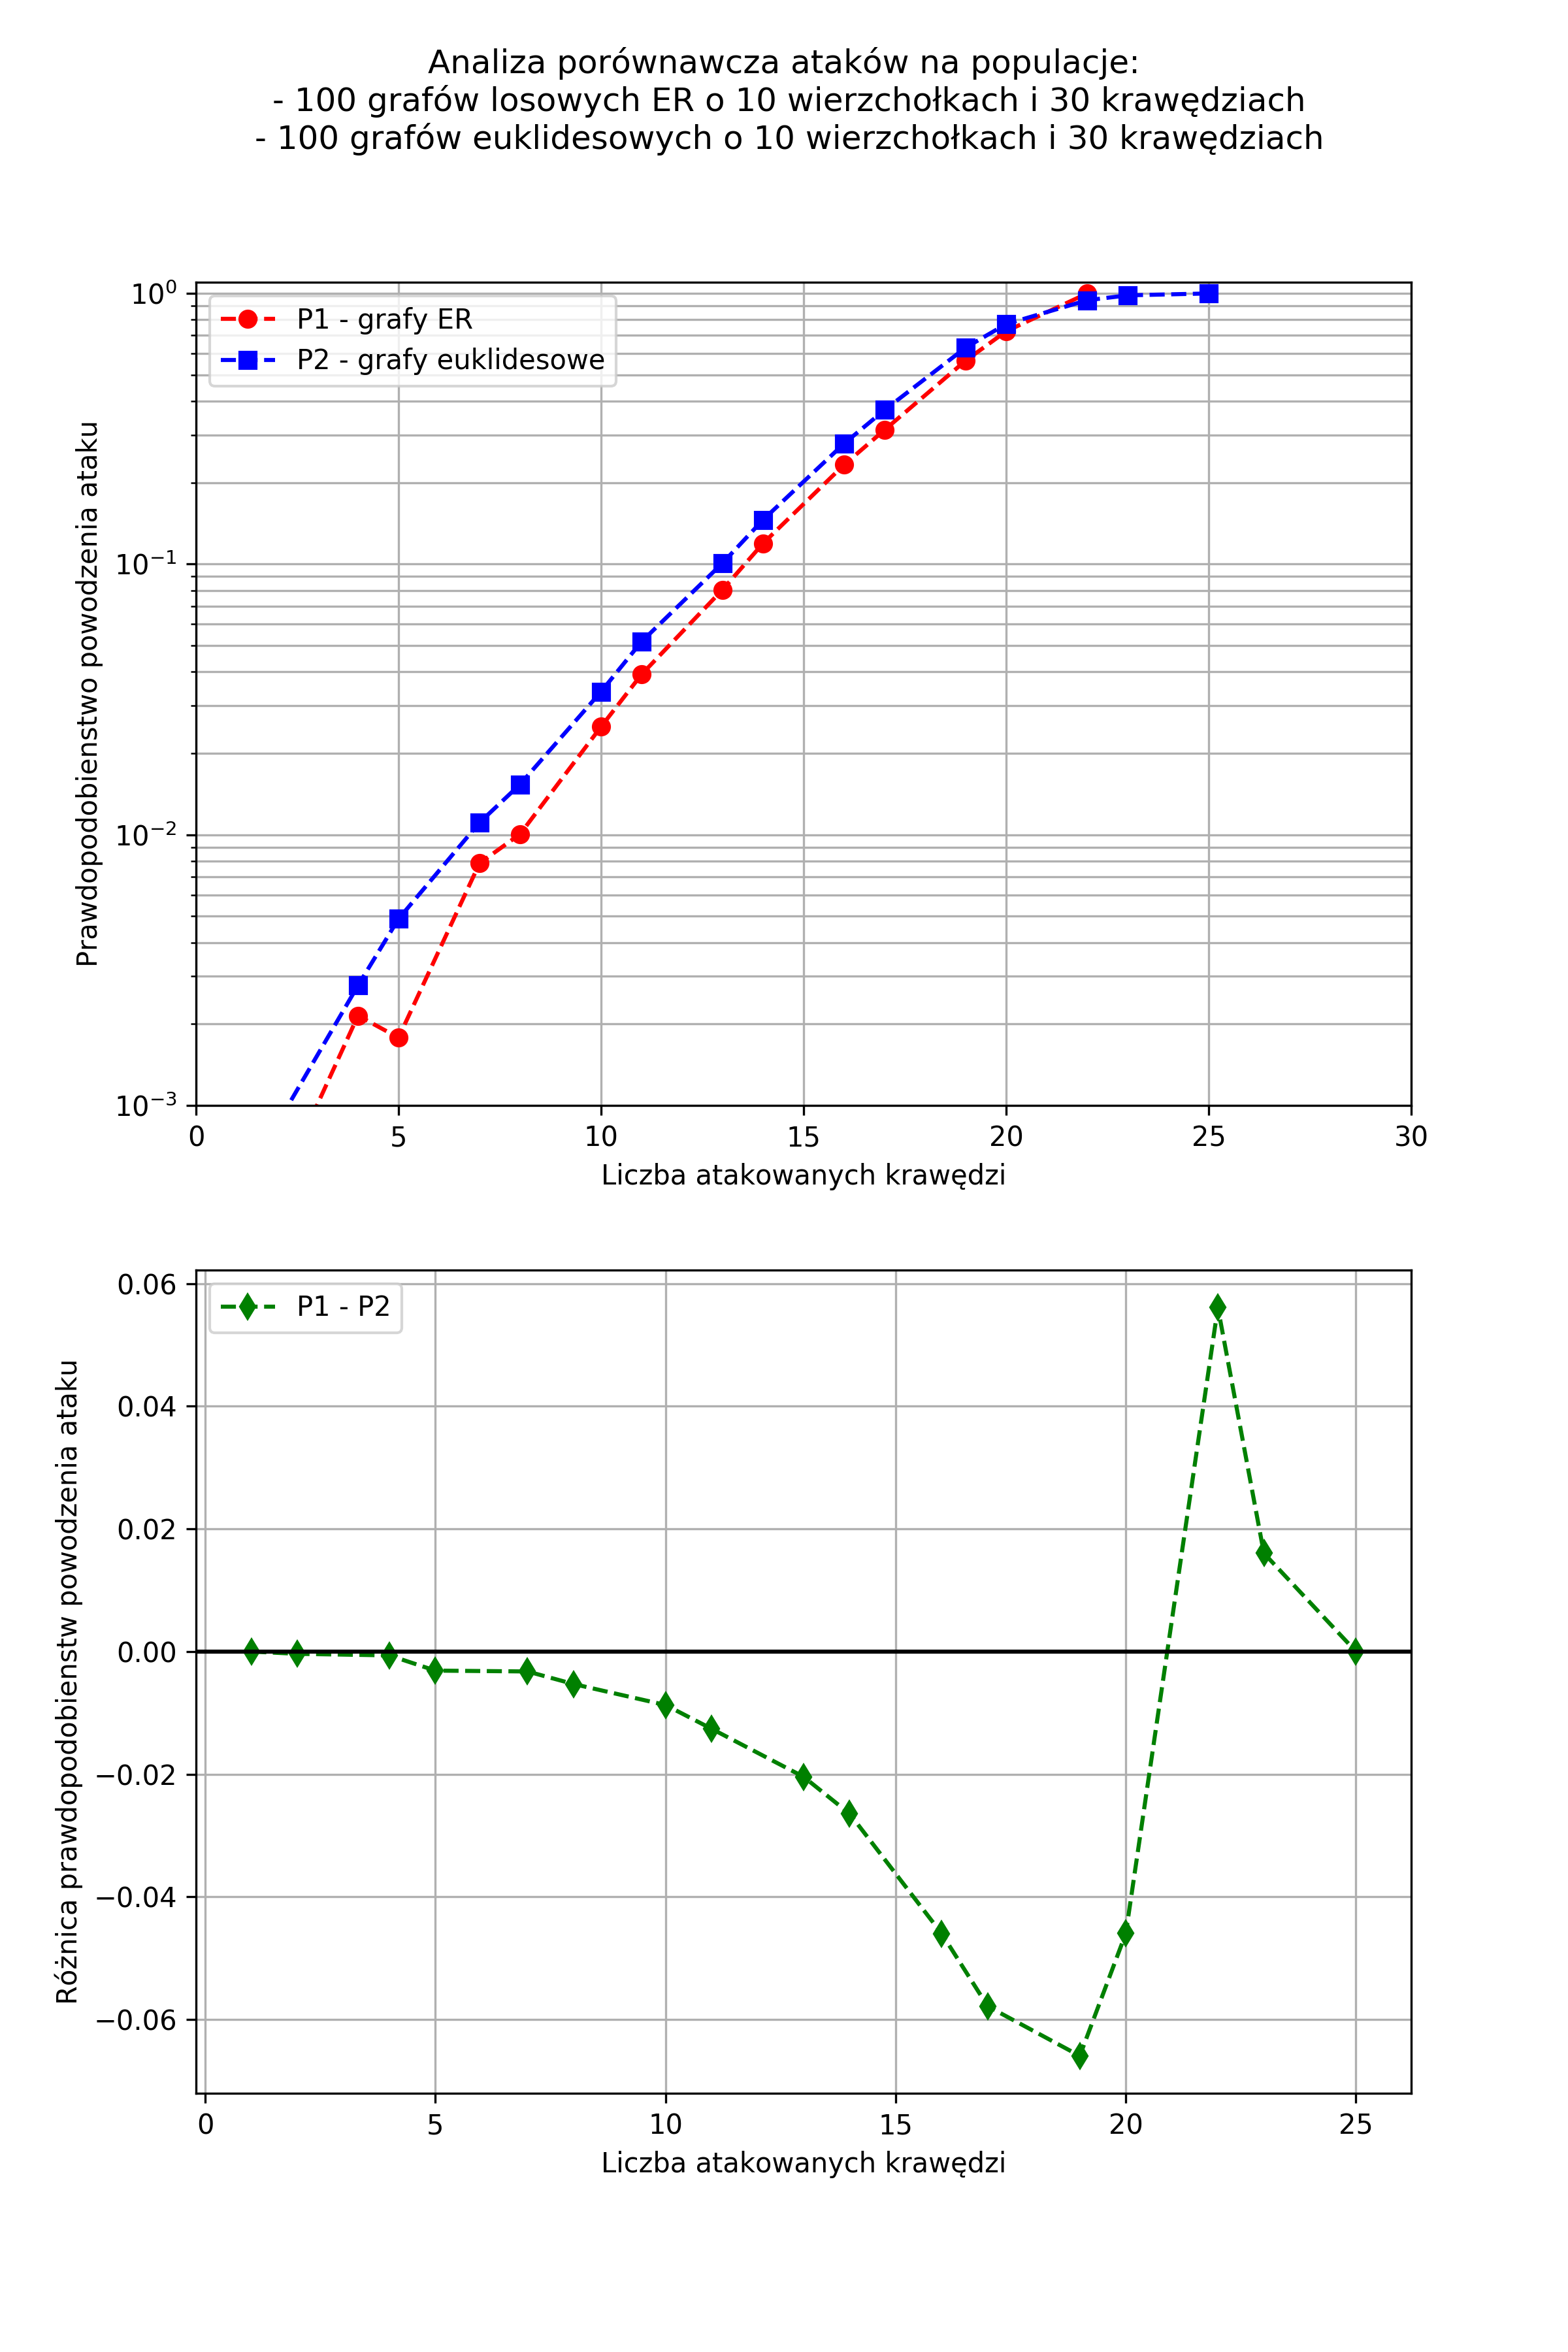 Analiza porównawcza ataków na populacje:
- 100 grafów losowych ER o 10 wierzchołkach i 30 krawędziach
- 100 grafów euklidesowych o 10 wierzchołkach i 30 krawędziach
P1 - grafy ER
P2 - grafy euklidesowe
Prawdopodobienstwo powodzenia ataku
10⁰
10⁻¹
10⁻²
10⁻³
0 5 10 15 20 25 30
Liczba atakowanych krawędzi
P1 - P2
Różnica prawdopodobienstw powodzenia ataku
0.06
0.04
0.02
0.00
−0.02
−0.04
−0.06
0 5 10 15 20 25
Liczba atakowanych krawędzi